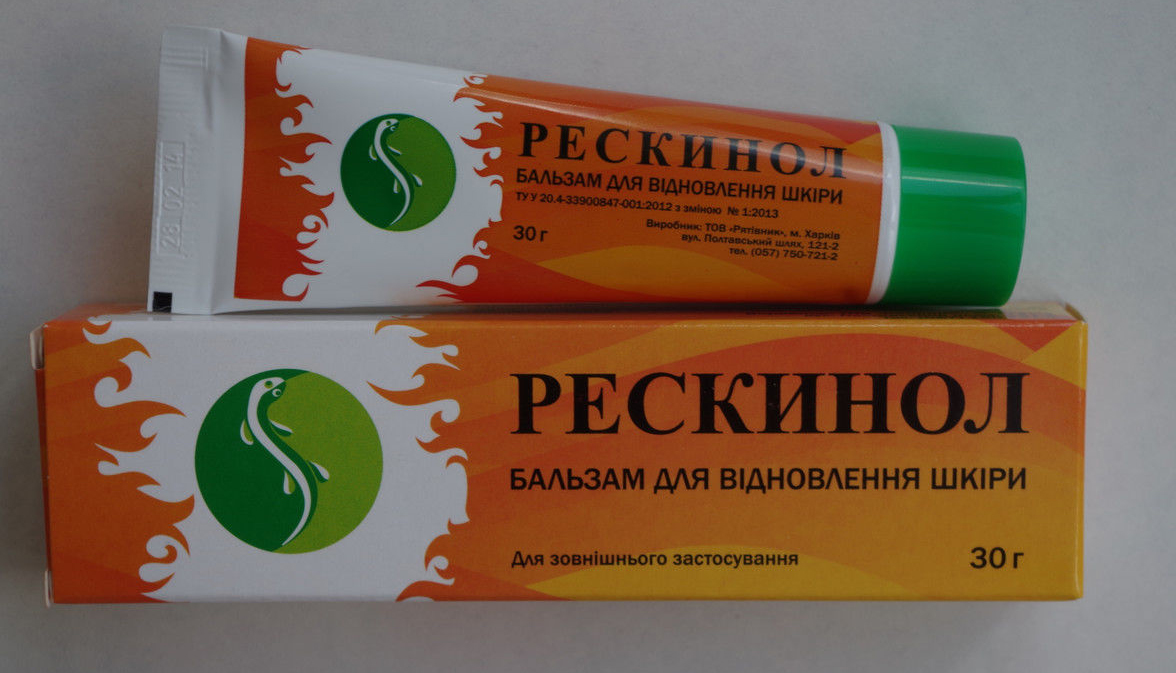 28 02 14
РЕСКИНОЛ
БАЛЬЗАМ ДЛЯ ВІДНОВЛЕННЯ ШКІРИ
ТУ У 20.4-33900847-001:2012 з зміною № 1:2013
30 г
Виробник: ТОВ «Рятівник», м. Харків
вул. Полтавський шлях, 121-2
тел. (057) 750-721-2
РЕСКИНОЛ
БАЛЬЗАМ ДЛЯ ВІДНОВЛЕННЯ ШКІРИ
Для зовнішнього застосування
30 г